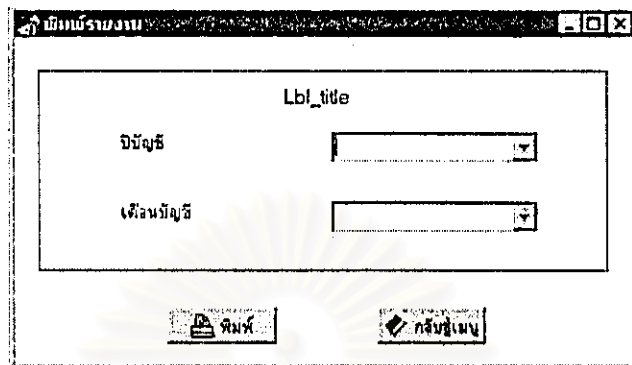 พิมพ์รายงาน
Lbl_title
ปีบัญชี
เดือนบัญชี
พิมพ์
กลับสู่เมนู